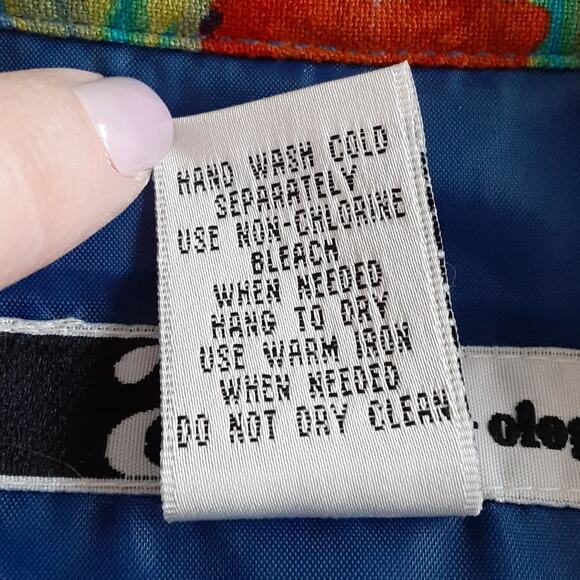 HAND WASH COLD
SEPARATELY
USE NON-CHLORINE
BLEACH
WHEN NEEDED
HANG TO DRY
USE WARM IRON
WHEN NEEDED
DO NOT DRY CLEAN